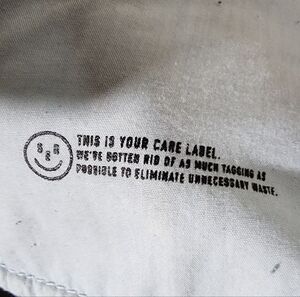 THIS IS YOUR CARE LABEL.
WE'VE GOTTEN RID OF AS MUCH TAGGING AS
POSSIBLE TO ELIMINATE UNNECESSARY WASTE.